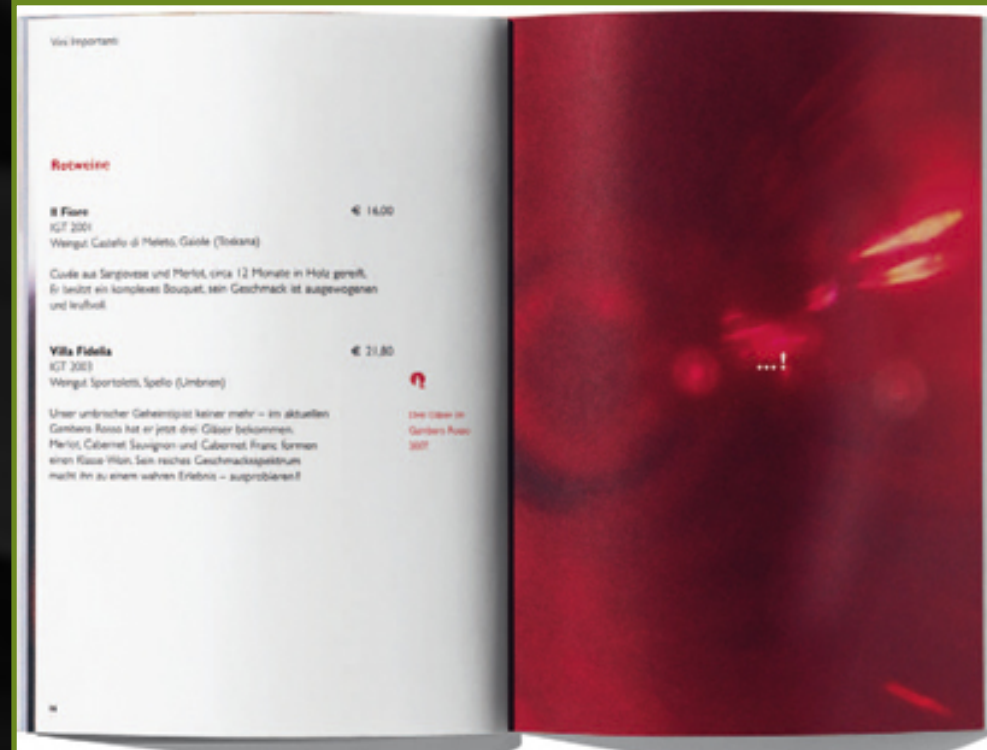 Vini Importanti
Rotweine
Il Fiore € 16,00
IGT 2001
Weingut Castello di Meleto, Gaiole (Toskana)
Cuvée aus Sangiovese und Merlot, circa 12 Monate in Holz gereift.
Er besitzt ein komplexes Bouquet, sein Geschmack ist ausgewogenen
und kraftvoll.
Villa Fidelia € 21,80
IGT 2003
Weingut Sportoletti, Spello (Umbrien)
Unser umbrischer Geheimtipist keiner mehr – im aktuellen
Gambero Rosso hat er jetzt drei Gläser bekommen.
Merlot, Cabernet Sauvignon und Cabernet Franc formen
einen Klasse-Wein. Sein reiches Geschmacksspektrum
macht ihn zu einem wahren Erlebnis – ausprobieren!
Drei Gläser im
Gambero Rosso
2007
...!